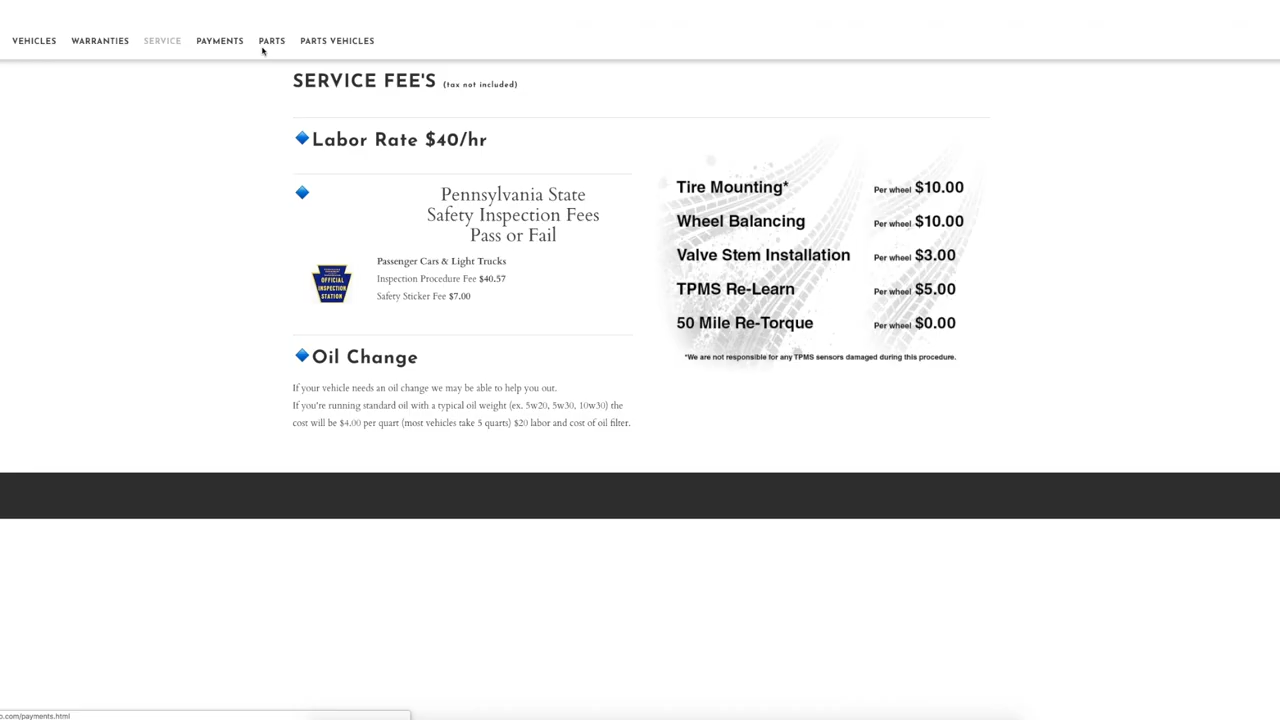 VEHICLES WARRANTIES SERVICE PAYMENTS PARTS PARTS VEHICLES
SERVICE FEE'S (tax not included)
Labor Rate $40/hr
Pennsylvania State
Safety Inspection Fees
Pass or Fail
Passenger Cars & Light Trucks
Inspection Procedure Fee $40.57
Safety Sticker Fee $7.00
OFFICIAL
INSPECTION
STATION
Oil Change
If your vehicle needs an oil change we may be able to help you out.
If you're running standard oil with a typical oil weight (ex. 5w20, 5w30, 10w30) the
cost will be $4.00 per quart (most vehicles take 5 quarts) $20 labor and cost of oil filter.
Tire Mounting* Per wheel $10.00
Wheel Balancing Per wheel $10.00
Valve Stem Installation Per wheel $3.00
TPMS Re-Learn Per wheel $5.00
50 Mile Re-Torque Per wheel $0.00
*We are not responsible for any TPMS sensors damaged during this procedure.
o.com/payments.html